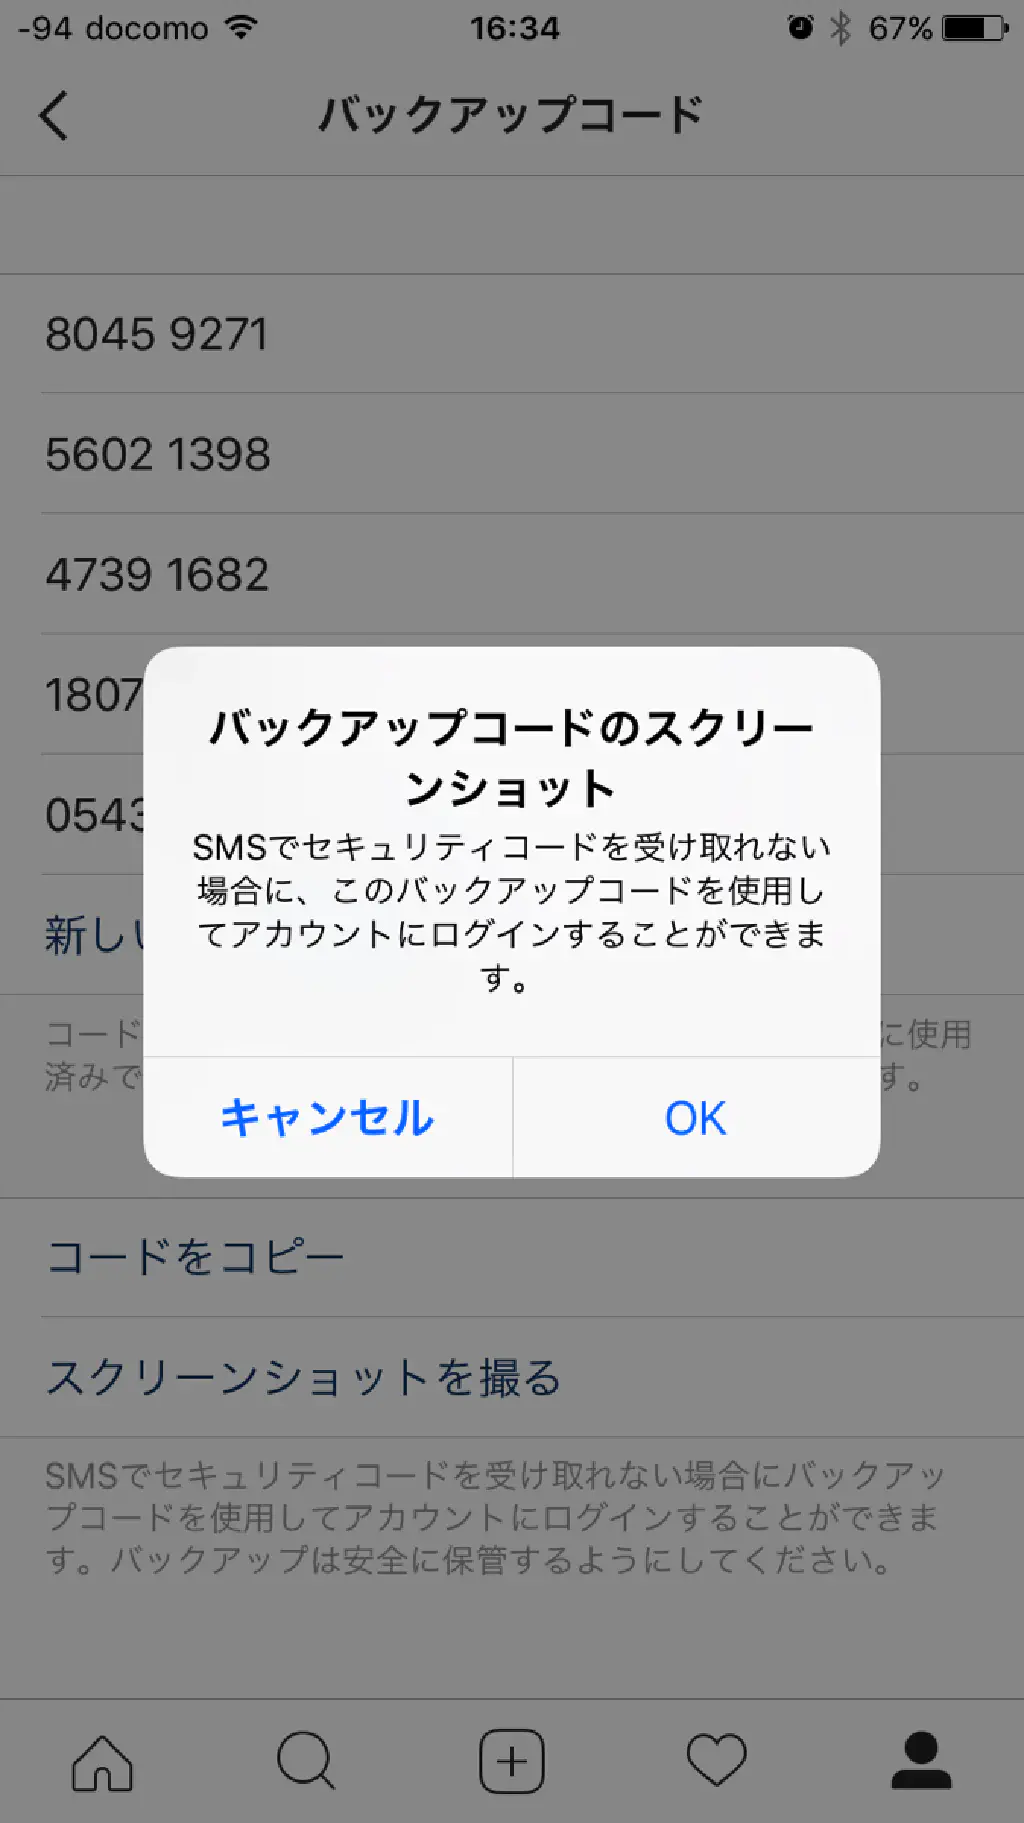 -94 docomo 16:34 67%
バックアップコード
8045 9271
5602 1398
4739 1682
1807
0543
バックアップコードのスクリー
ンショット
SMSでセキュリティコードを受け取れない
場合に、このバックアップコードを使用し
てアカウントにログインすることができま
す。
キャンセル OK
新しい
コード に使用
済みで す。
コードをコピー
スクリーンショットを撮る
SMSでセキュリティコードを受け取れない場合にバックアッ
プコードを使用してアカウントにログインすることができま
す。バックアップは安全に保管するようにしてください。